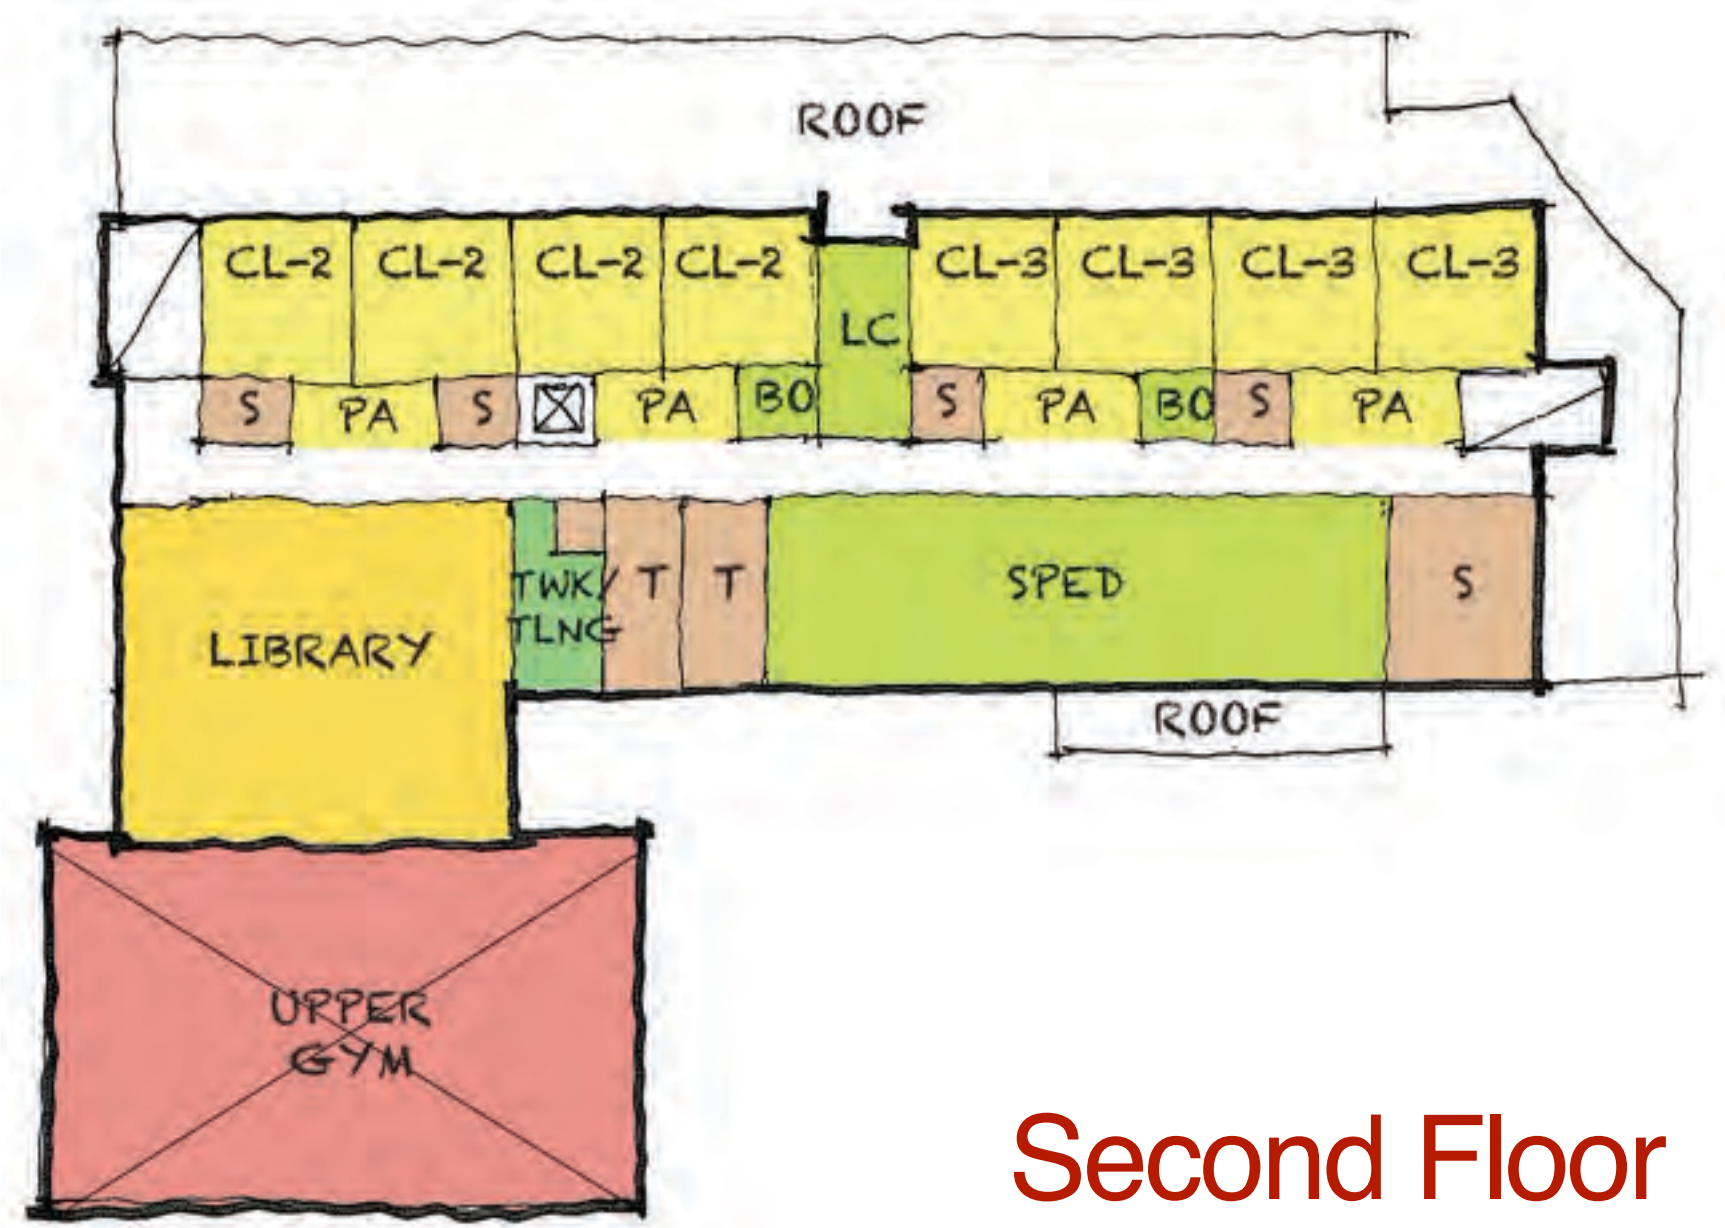 ROOF
CL-2 CL-2 CL-2 CL-2 CL-3 CL-3 CL-3 CL-3
LC
S PA S PA BO S PA BO S PA
TWK/ T T SPED S
TLNG
LIBRARY
ROOF
UPPER
GYM
Second Floor